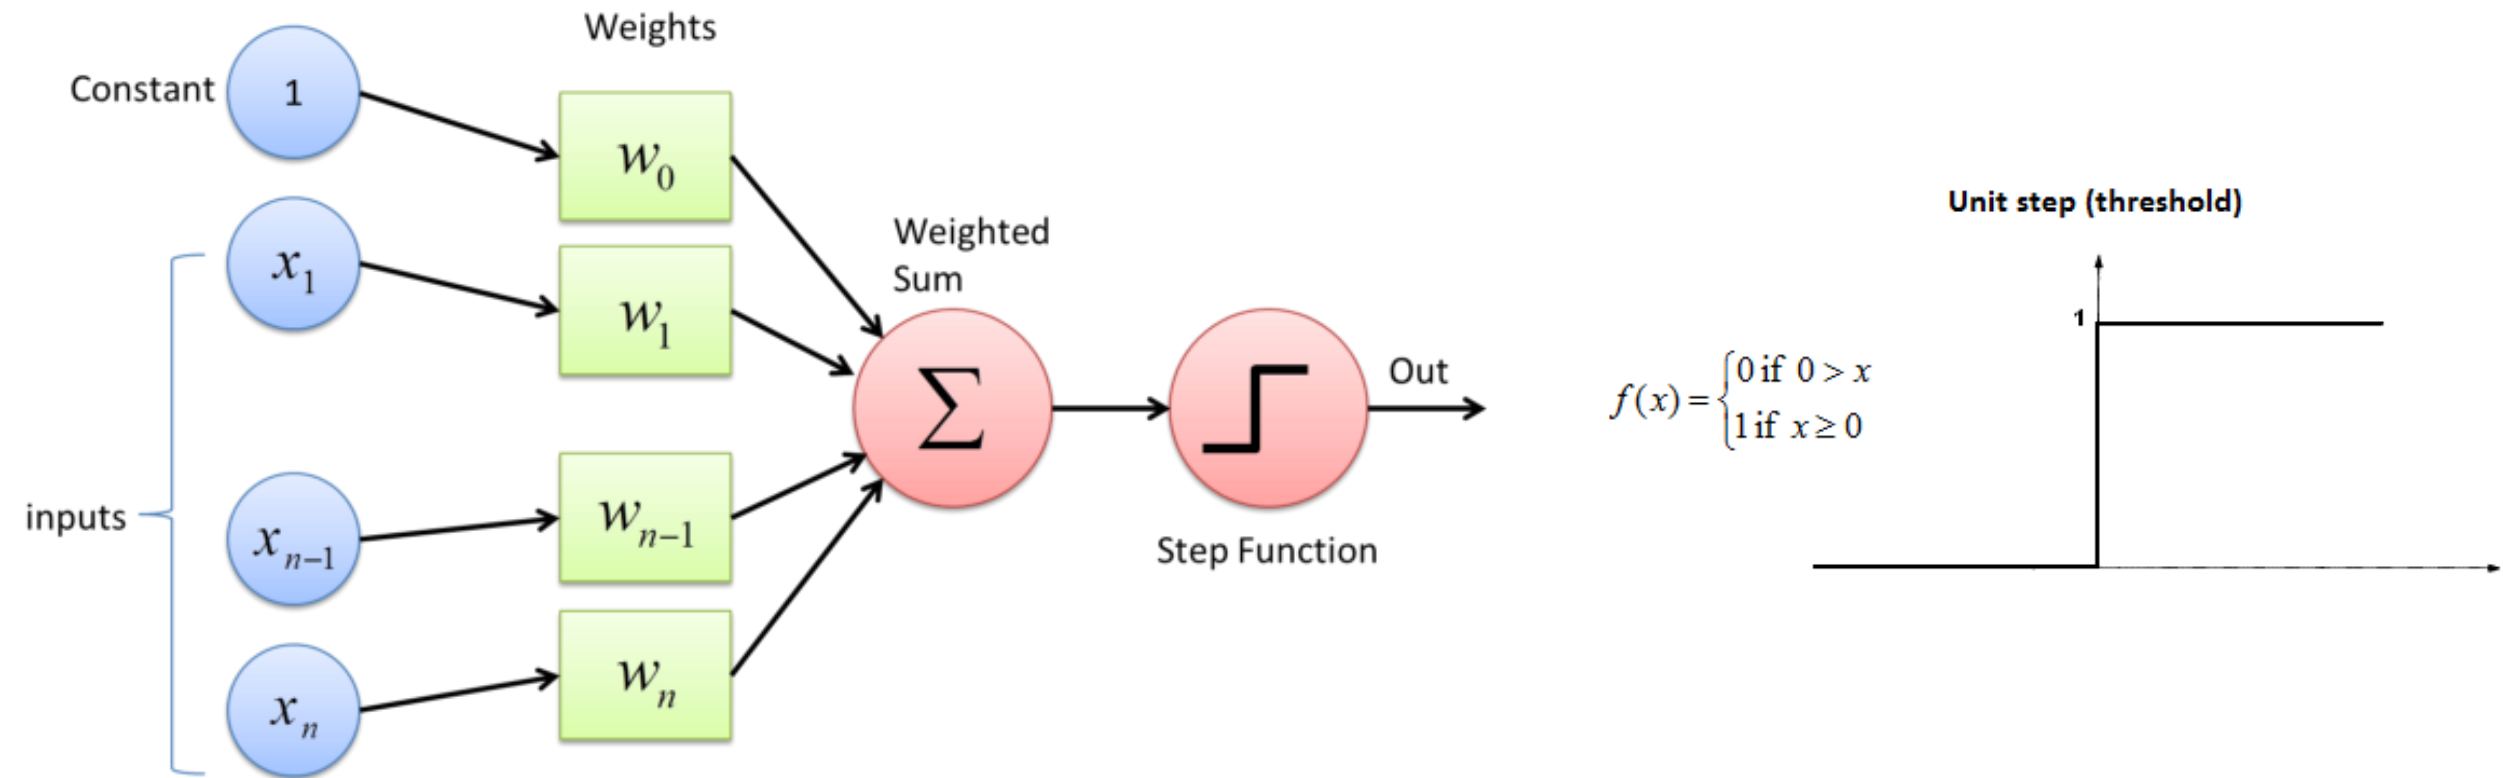 Weights
Constant
1
w₀
x₁
w₁
inputs
xₙ₋₁
wₙ₋₁
xₙ
wₙ
Weighted
Sum
Σ
Step Function
Out
Unit step (threshold)
1
f(x) = { 0 if 0 > x
1 if x ≥ 0